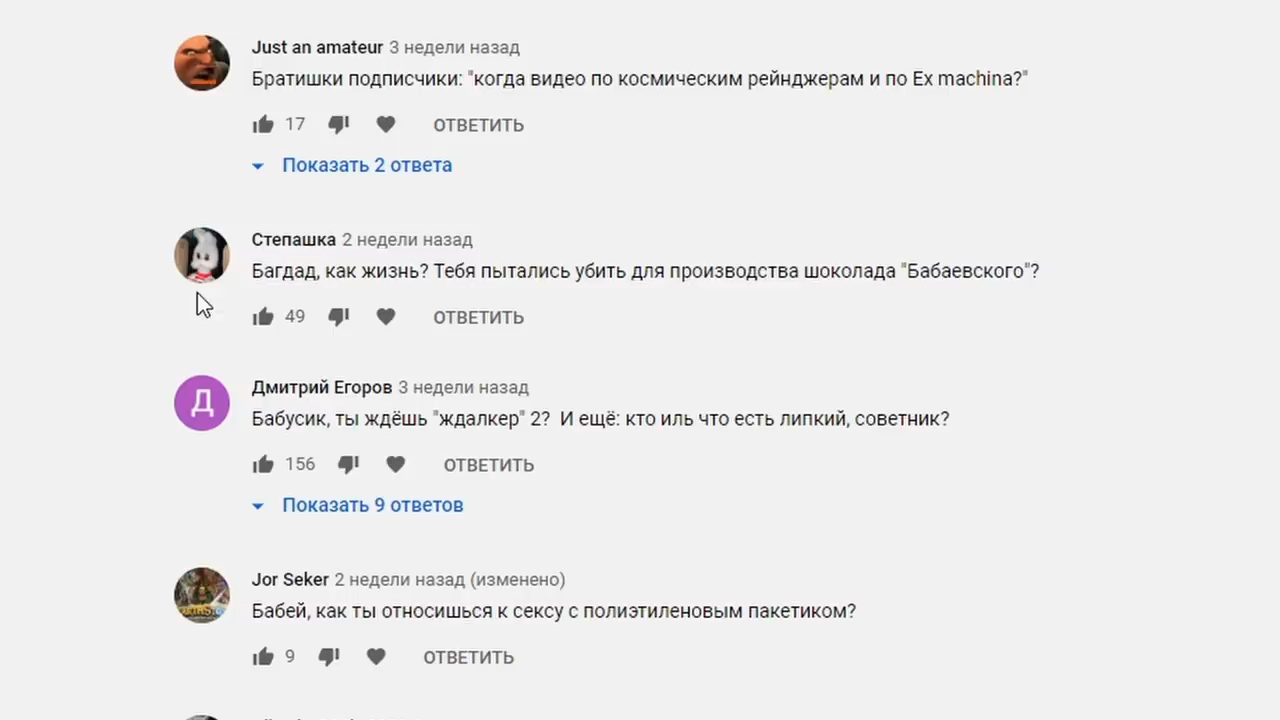 Just an amateur 3 недели назад
Братишки подписчики: "когда видео по космическим рейнджерам и по Ex machina?"
17 ОТВЕТИТЬ
Показать 2 ответа
Степашка 2 недели назад
Багдад, как жизнь? Тебя пытались убить для производства шоколада "Бабаевского"?
49 ОТВЕТИТЬ
Д
Дмитрий Егоров 3 недели назад
Бабусик, ты ждёшь "ждалкер" 2? И ещё: кто иль что есть липкий, советник?
156 ОТВЕТИТЬ
Показать 9 ответов
Jor Seker 2 недели назад (изменено)
Бабей, как ты относишься к сексу с полиэтиленовым пакетиком?
9 ОТВЕТИТЬ